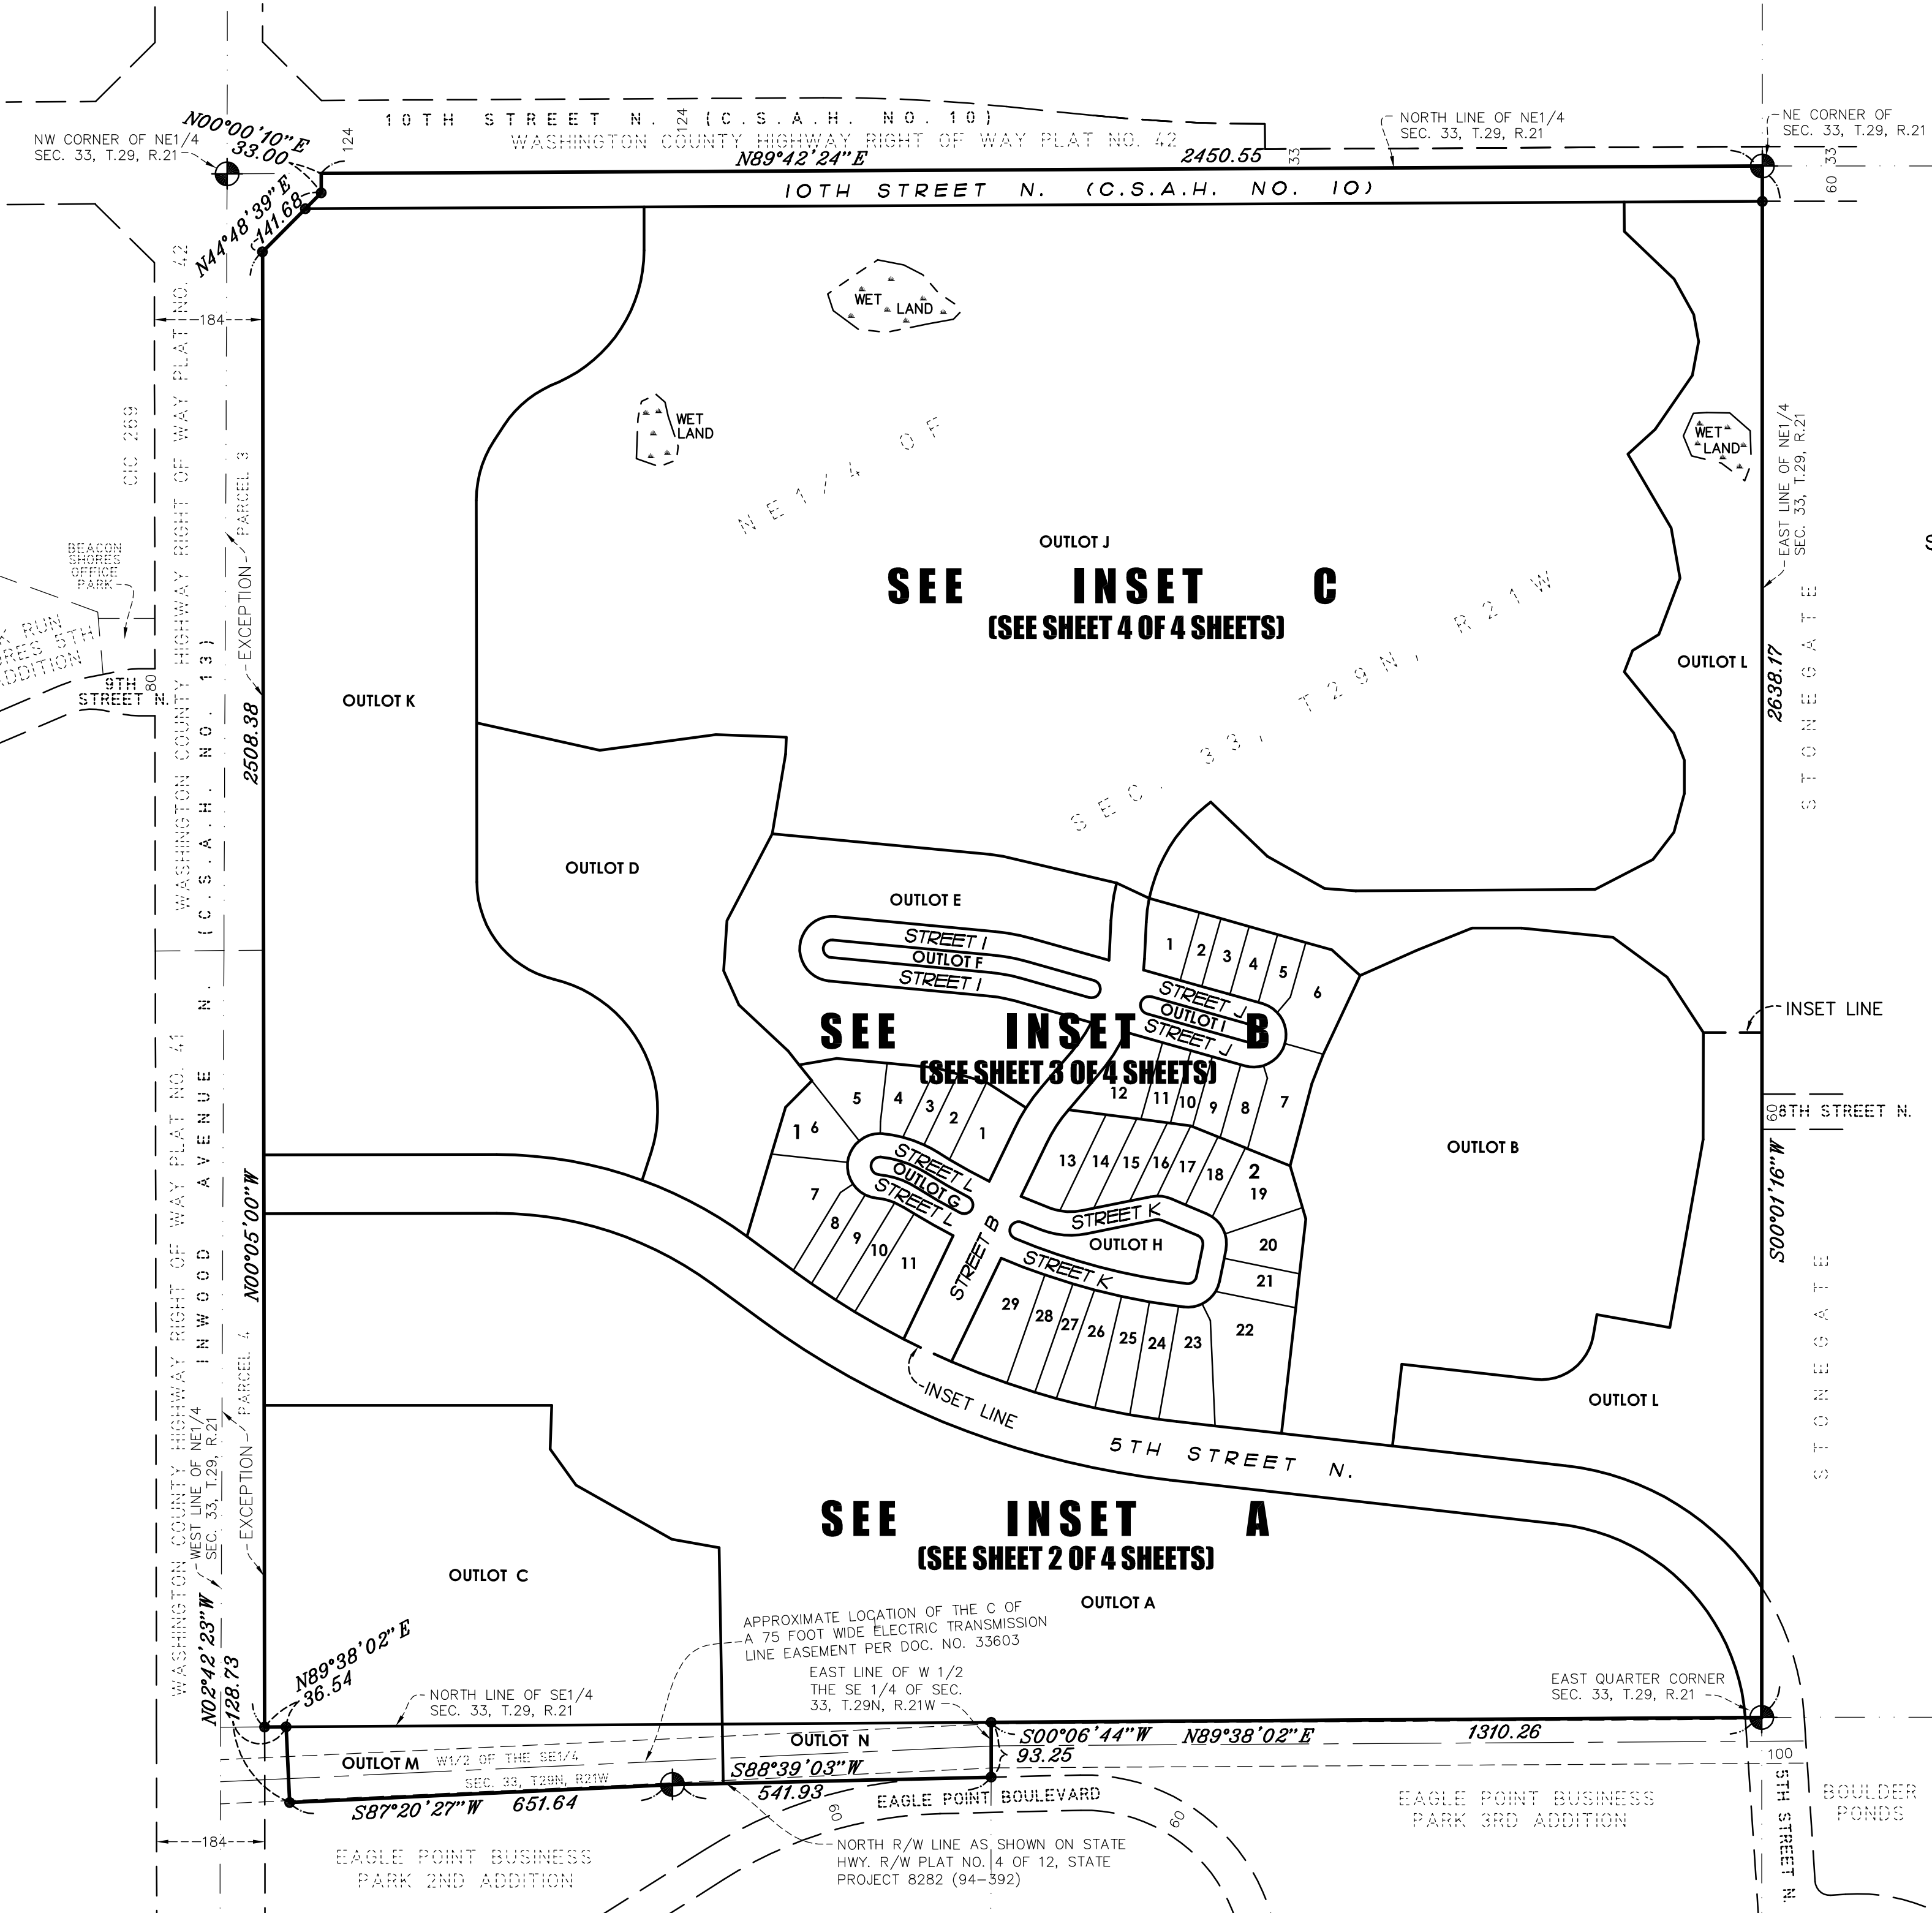 10TH STREET N. (C.S.A.H. NO. 10)
WASHINGTON COUNTY HIGHWAY RIGHT OF WAY PLAT NO. 42
N00°00'10"E
33.00
124
124
NW CORNER OF NE1/4
SEC. 33, T.29, R.21
NORTH LINE OF NE1/4
SEC. 33, T.29, R.21
NE CORNER OF
SEC. 33, T.29, R.21
N89°42'24"E
2450.55
33
33
60
10TH STREET N. (C.S.A.H. NO. 10)
N44°48'39"E
141.68
184
WASHINGTON COUNTY HIGHWAY RIGHT OF WAY PLAT NO. 42
CIC 269
EXCEPTION
PARCEL 3
BEACON
SHORES
OFFICE
PARK
RUN
5TH
ADDITION
9TH
STREET N.
80
2508.38
WET LAND
WET
LAND
WET
LAND
EAST LINE OF NE1/4
SEC. 33, T.29, R.21
NE1/4 OF
SEC. 33, T29N, R21W
OUTLOT J
SEE INSET C
(SEE SHEET 4 OF 4 SHEETS)
OUTLOT K
OUTLOT L
2638.17
STONEGATE
S
OUTLOT D
OUTLOT E
STREET I
OUTLOT F
STREET I
1
2
3
4
5
6
STREET J
OUTLOT I
STREET J
SEE INSET B
(SEE SHEET 3 OF 4 SHEETS)
INSET LINE
12
11
10
9
8
7
5
4
3
2
1
1
6
60
8TH STREET N.
OUTLOT B
13
14
15
16
17
18
2
19
STREET L
OUTLOT G
STREET L
7
8
9
10
11
STREET B
STREET K
OUTLOT H
STREET K
20
21
22
29
28
27
26
25
24
23
S00°01'16"W
STONEGATE
WASHINGTON COUNTY HIGHWAY RIGHT OF WAY PLAT NO. 41
INWOOD AVENUE N. (C.S.A.H. NO. 13)
N00°05'00"W
EXCEPTION
PARCEL 4
WEST LINE OF NE1/4
SEC. 33, T.29, R.21
INSET LINE
5TH STREET N.
OUTLOT L
SEE INSET A
(SEE SHEET 2 OF 4 SHEETS)
OUTLOT C
OUTLOT A
APPROXIMATE LOCATION OF THE CL OF
A 75 FOOT WIDE ELECTRIC TRANSMISSION
LINE EASEMENT PER DOC. NO. 33603
EAST LINE OF W 1/2
THE SE 1/4 OF SEC.
33, T.29N, R.21W
EAST QUARTER CORNER
SEC. 33, T.29, R.21
N02°42'23"W
128.73
N89°38'02"E
36.54
NORTH LINE OF SE1/4
SEC. 33, T.29, R.21
OUTLOT M
W1/2 OF THE SE1/4
SEC. 33, T29N, R21W
OUTLOT N
S00°06'44"W
93.25
N89°38'02"E
1310.26
100
S88°39'03"W
541.93
S87°20'27"W
651.64
60
EAGLE POINT BOULEVARD
60
184
EAGLE POINT BUSINESS
PARK 2ND ADDITION
NORTH R/W LINE AS SHOWN ON STATE
HWY. R/W PLAT NO. 4 OF 12, STATE
PROJECT 8282 (94-392)
EAGLE POINT BUSINESS
PARK 3RD ADDITION
5TH STREET N.
BOULDER
PONDS